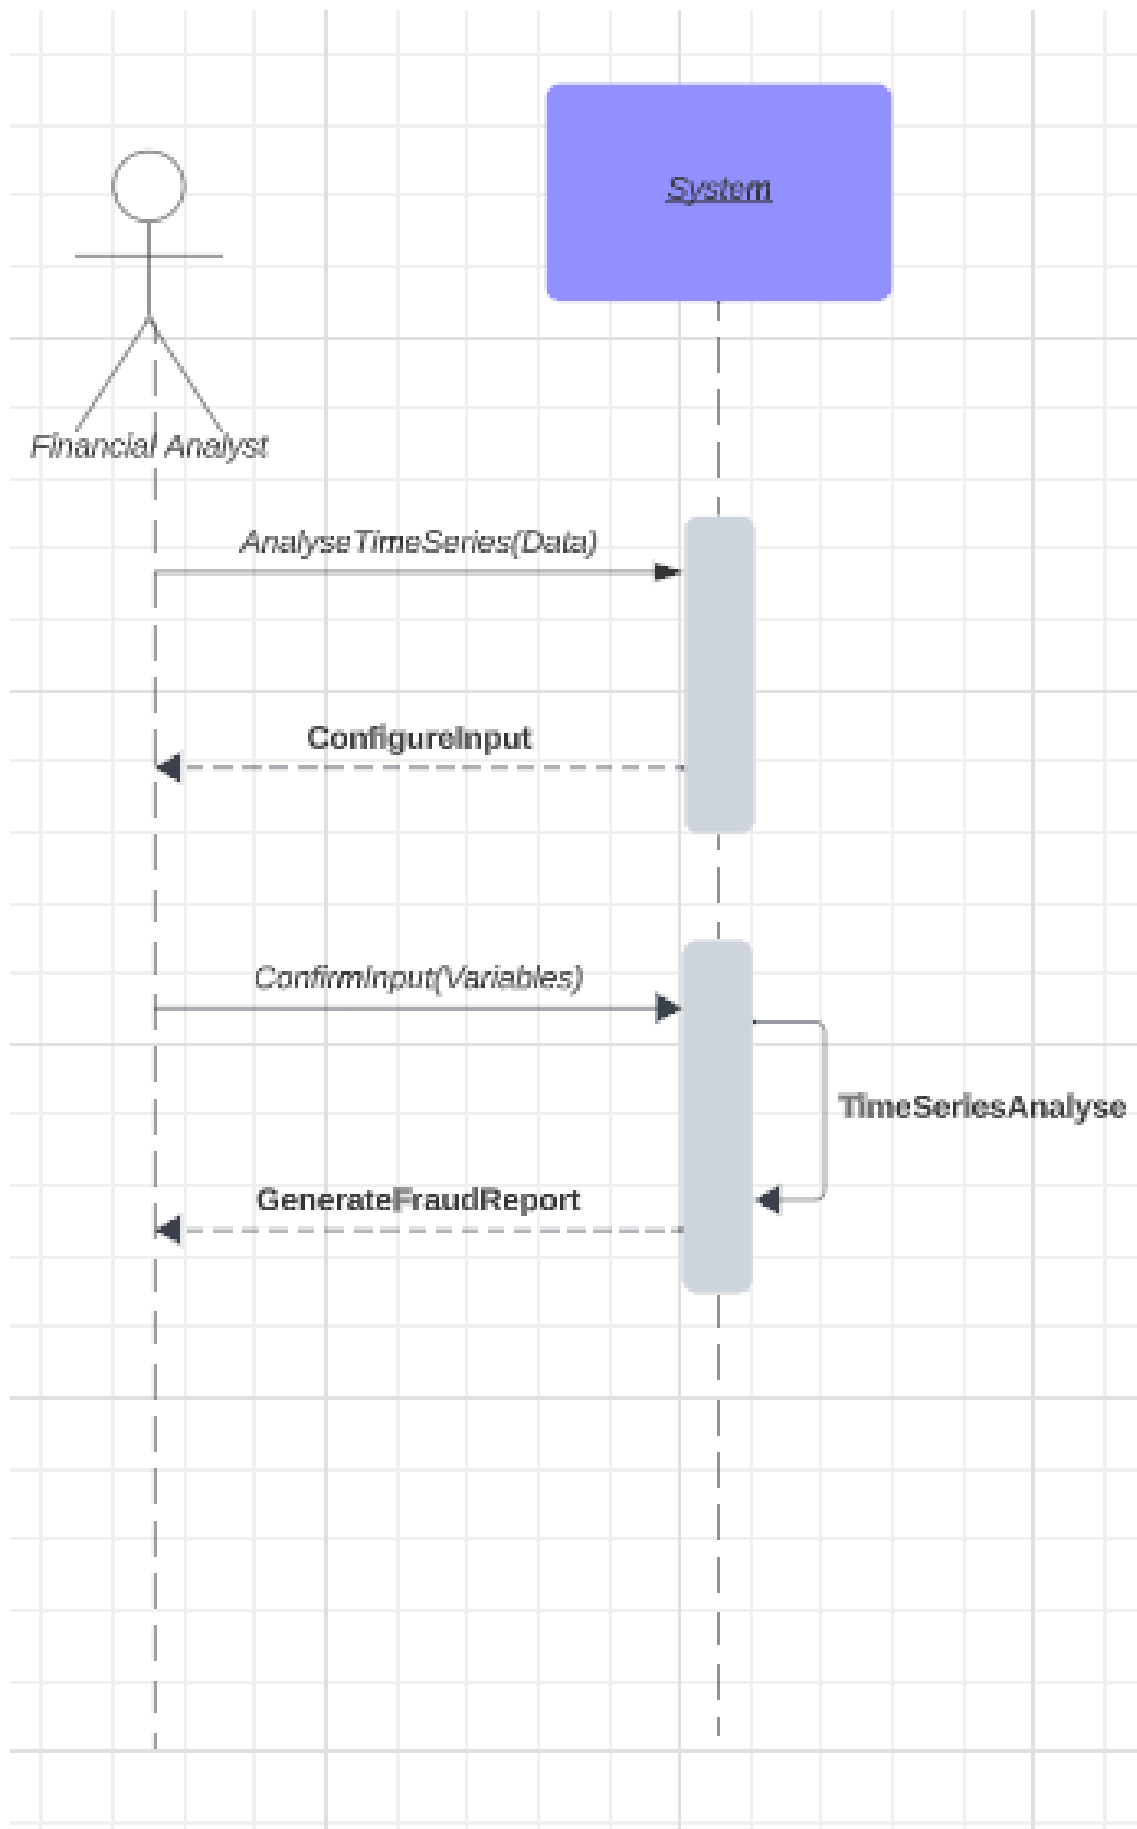 System
Financial Analyst
AnalyseTimeSeries(Data)
ConfigureInput
ConfirmInput(Variables)
TimeSeriesAnalyse
GenerateFraudReport